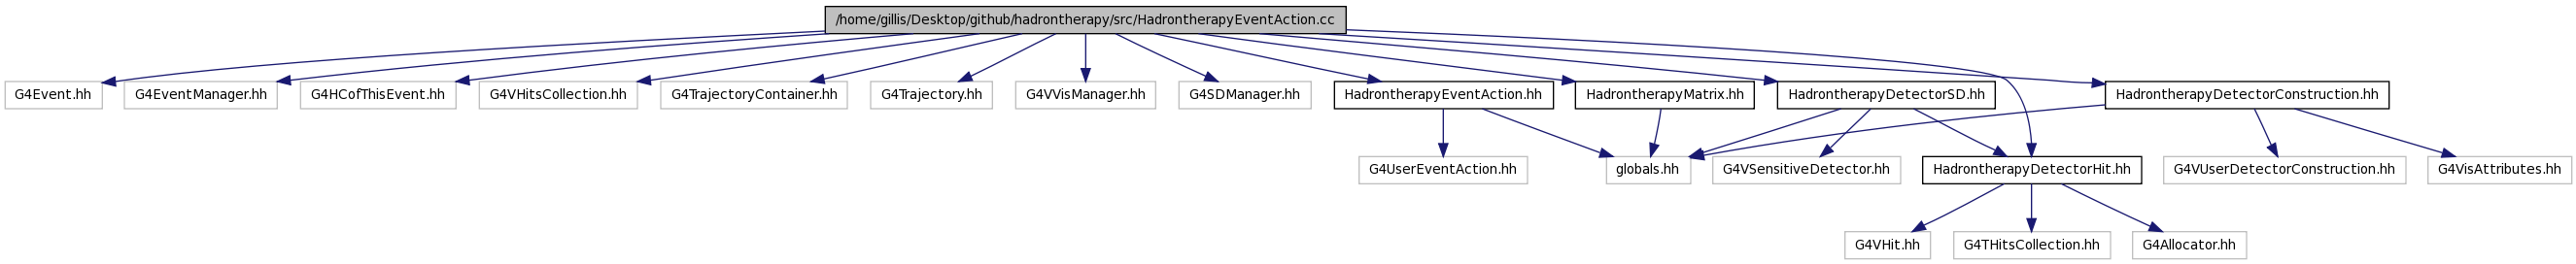 /home/gillis/Desktop/github/hadrontherapy/src/HadrontherapyEventAction.cc
G4Event.hh
G4EventManager.hh
G4HCofThisEvent.hh
G4VHitsCollection.hh
G4TrajectoryContainer.hh
G4Trajectory.hh
G4VVisManager.hh
G4SDManager.hh
HadrontherapyEventAction.hh
HadrontherapyMatrix.hh
HadrontherapyDetectorSD.hh
HadrontherapyDetectorConstruction.hh
G4UserEventAction.hh
globals.hh
G4VSensitiveDetector.hh
HadrontherapyDetectorHit.hh
G4VUserDetectorConstruction.hh
G4VisAttributes.hh
G4VHit.hh
G4THitsCollection.hh
G4Allocator.hh